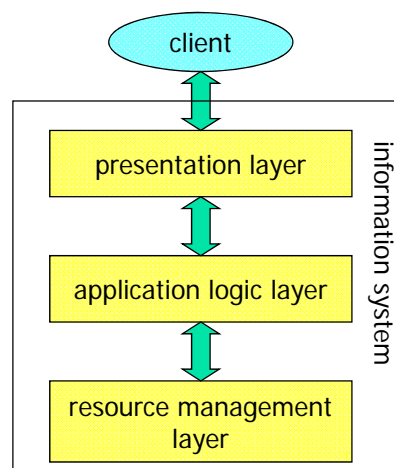 client
presentation layer
application logic layer
resource management
layer
information system